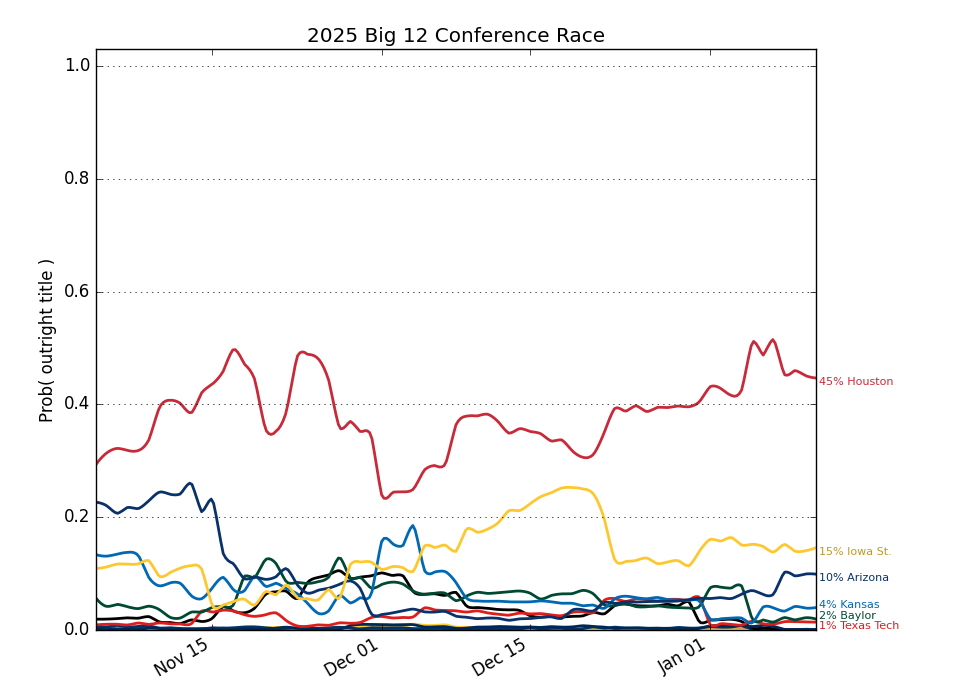 2025 Big 12 Conference Race
Prob( outright title )
1.0
0.8
0.6
0.4
0.2
0.0
45% Houston
15% Iowa St.
10% Arizona
4% Kansas
2% Baylor
1% Texas Tech
Nov 15
Dec 01
Dec 15
Jan 01